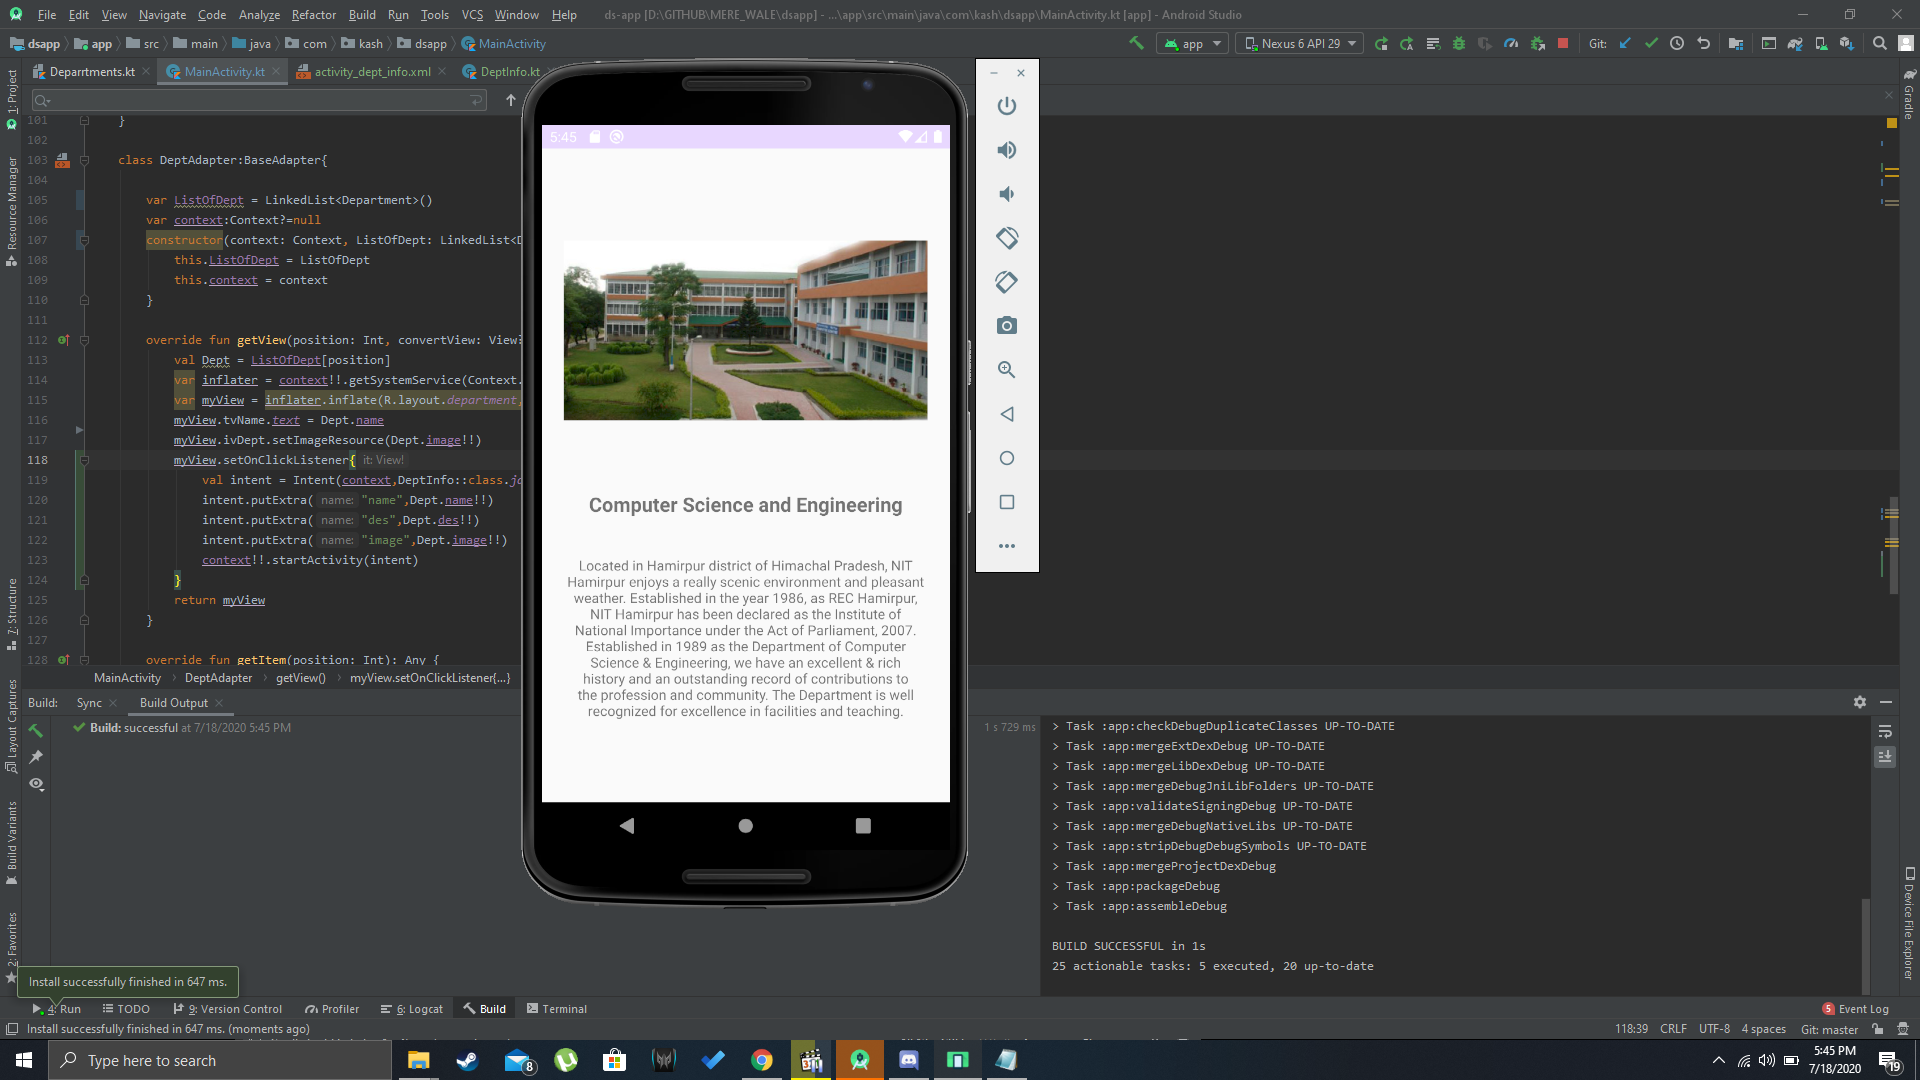 File Edit View Navigate Code Analyze Refactor Build Run Tools VCS Window Help ds-app [D:\GITHUB\MERE_WALE\dsapp] - ...\app\src\main\java\com\kash\dsapp\MainActivity.kt [app] - Android Studio
dsapp app src main java com kash dsapp MainActivity app Nexus 6 API 29 Git:
Deparrtments.kt MainActivity.kt activity_dept_info.xml DeptInfo.kt
101 }
102
103 class DeptAdapter:BaseAdapter{
104
105 var ListOfDept = LinkedList<Department>()
106 var context:Context?=null
107 constructor(context: Context, ListOfDept: LinkedList<D
108 this.ListOfDept = ListOfDept
109 this.context = context
110 }
111
112 override fun getView(position: Int, convertView: View?
113 val Dept = ListOfDept[position]
114 var inflater = context!!.getSystemService(Context.
115 var myView = inflater.inflate(R.layout.department,
116 myView.tvName.text = Dept.name
117 myView.ivDept.setImageResource(Dept.image!!)
118 myView.setOnClickListener{ it: View!
119 val intent = Intent(context,DeptInfo::class.ja
120 intent.putExtra( name: "name",Dept.name!!)
121 intent.putExtra( name: "des",Dept.des!!)
122 intent.putExtra( name: "image",Dept.image!!)
123 context!!.startActivity(intent)
124 }
125 return myView
126 }
127
128 override fun getItem(position: Int): Any {
MainActivity DeptAdapter getView() myView.setOnClickListener{...}
1: Project
Resource Manager
7: Structure
Layout Captures
Build Variants
2: Favorites
Gradle
Device File Explorer
5:45
Computer Science and Engineering
Located in Hamirpur district of Himachal Pradesh, NIT
Hamirpur enjoys a really scenic environment and pleasant
weather. Established in the year 1986, as REC Hamirpur,
NIT Hamirpur has been declared as the Institute of
National Importance under the Act of Parliament, 2007.
Established in 1989 as the Department of Computer
Science & Engineering, we have an excellent & rich
history and an outstanding record of contributions to
the profession and community. The Department is well
recognized for excellence in facilities and teaching.
Build: Sync Build Output
Build: successful at 7/18/2020 5:45 PM 1 s 729 ms
> Task :app:checkDebugDuplicateClasses UP-TO-DATE
> Task :app:mergeExtDexDebug UP-TO-DATE
> Task :app:mergeLibDexDebug UP-TO-DATE
> Task :app:mergeDebugJniLibFolders UP-TO-DATE
> Task :app:validateSigningDebug UP-TO-DATE
> Task :app:mergeDebugNativeLibs UP-TO-DATE
> Task :app:stripDebugDebugSymbols UP-TO-DATE
> Task :app:mergeProjectDexDebug
> Task :app:packageDebug
> Task :app:assembleDebug
BUILD SUCCESSFUL in 1s
25 actionable tasks: 5 executed, 20 up-to-date
Install successfully finished in 647 ms.
4: Run TODO 9: Version Control Profiler 6: Logcat Build Terminal 5 Event Log
Install successfully finished in 647 ms. (moments ago) 118:39 CRLF UTF-8 4 spaces Git: master
Type here to search 8 5:45 PM
7/18/2020 19